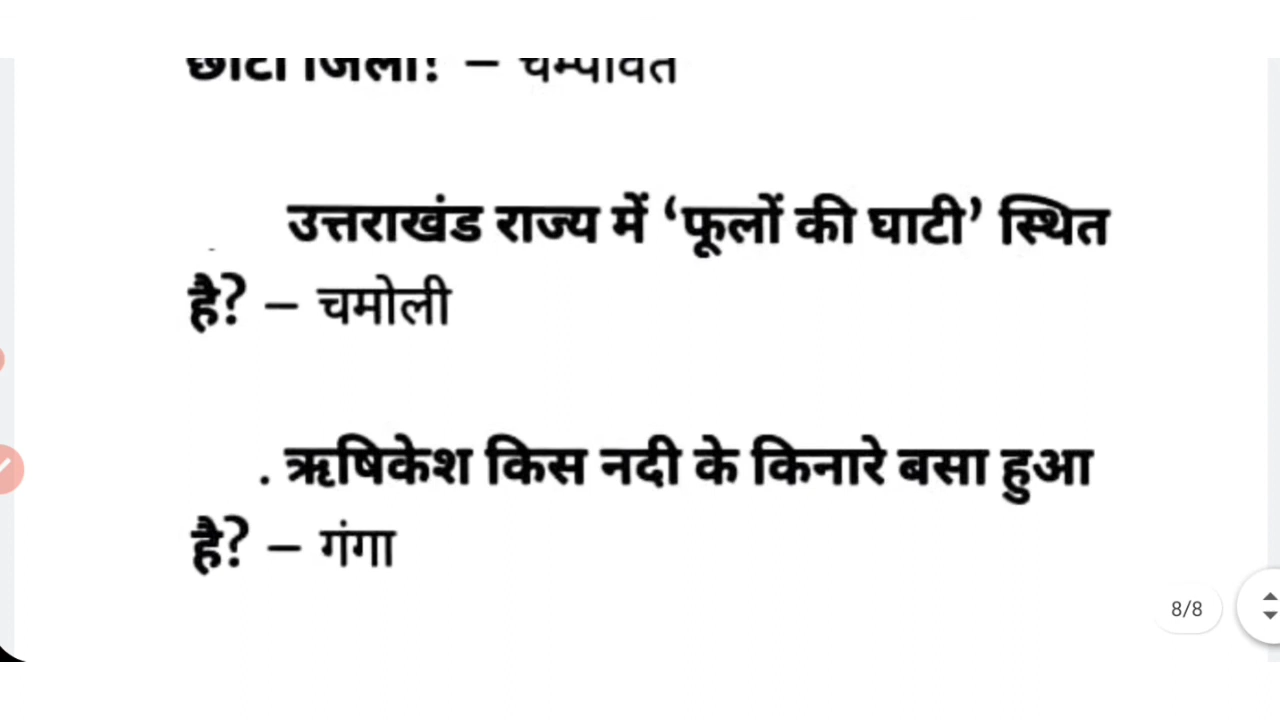 छोटा जिला? – चम्पावत
उत्तराखंड राज्य में ‘फूलों की घाटी’ स्थित
है? – चमोली
. ऋषिकेश किस नदी के किनारे बसा हुआ
है? – गंगा
8/8